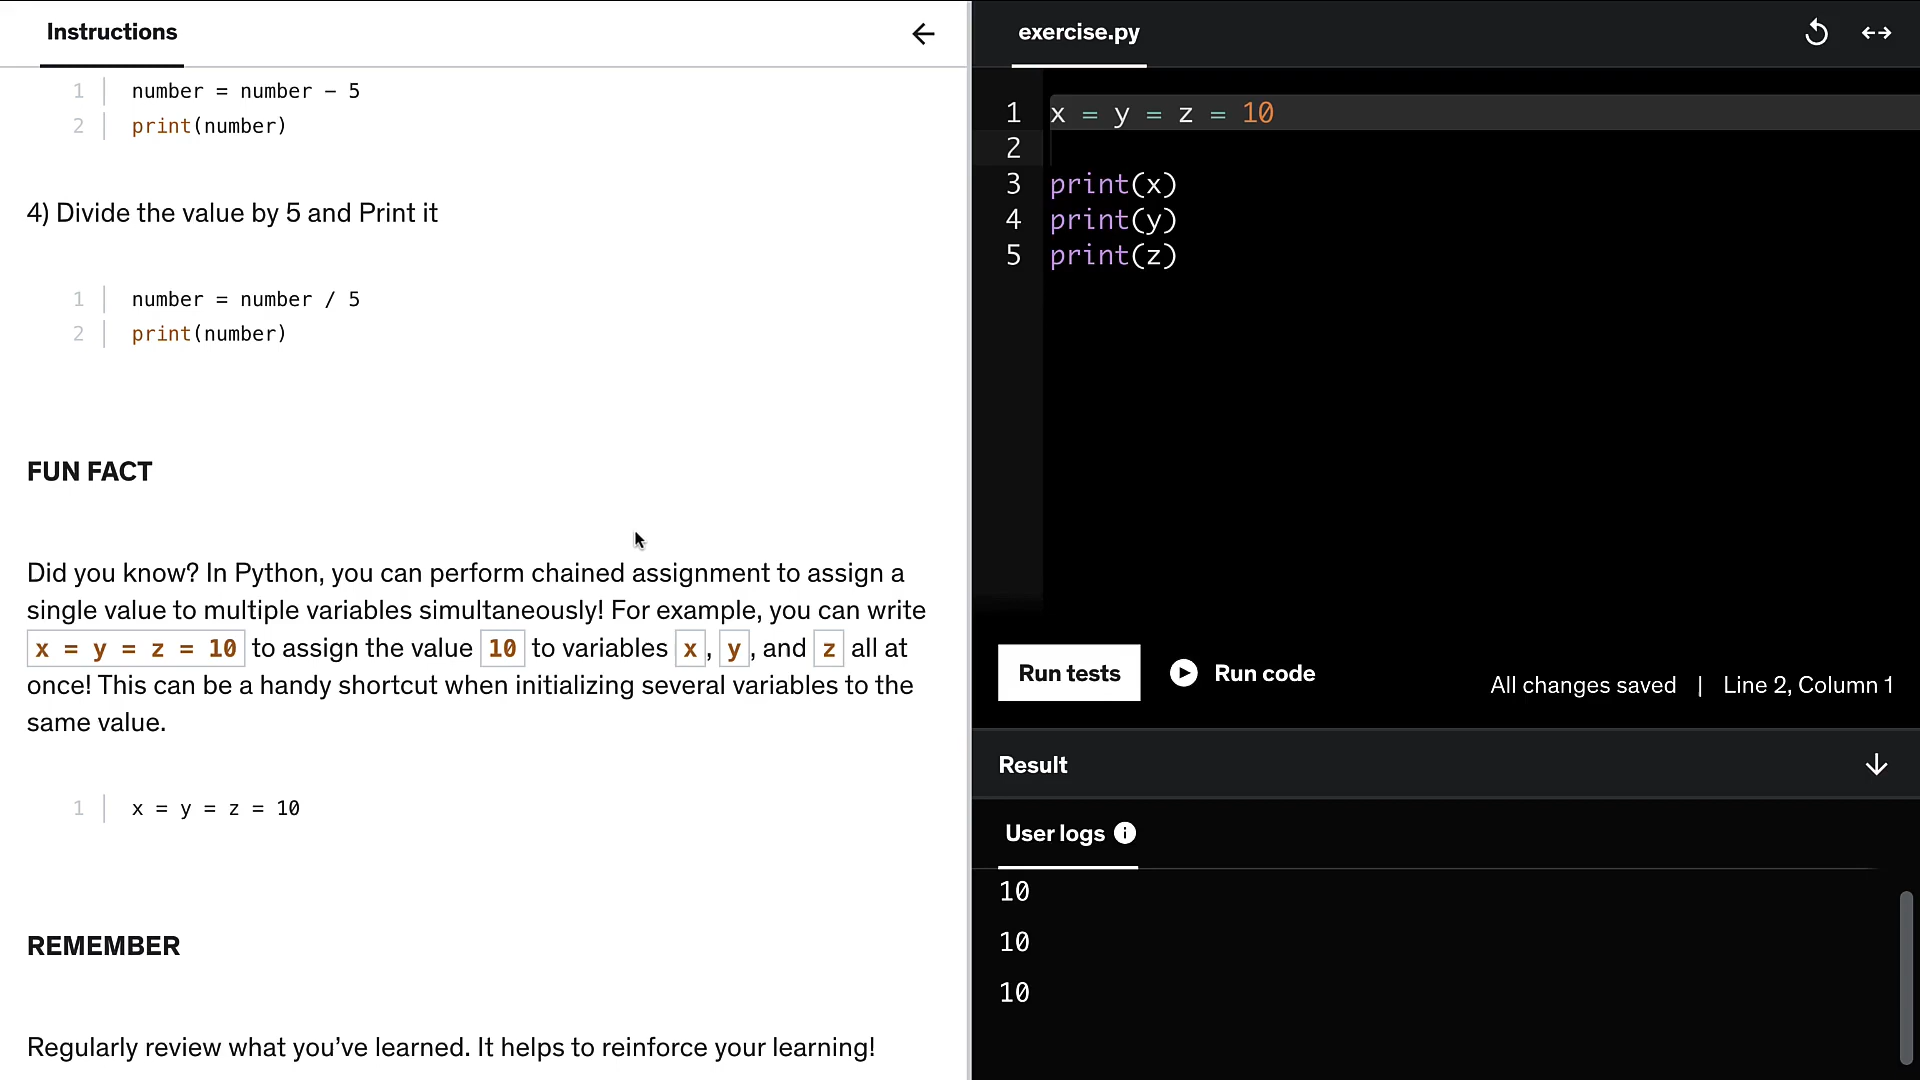 Instructions
1 number = number – 5
2 print(number)
4) Divide the value by 5 and Print it
1 number = number / 5
2 print(number)
FUN FACT
Did you know? In Python, you can perform chained assignment to assign a
single value to multiple variables simultaneously! For example, you can write
x = y = z = 10 to assign the value 10 to variables x, y, and z all at
once! This can be a handy shortcut when initializing several variables to the
same value.
1 x = y = z = 10
REMEMBER
Regularly review what you’ve learned. It helps to reinforce your learning!
exercise.py
1 x = y = z = 10
2
3 print(x)
4 print(y)
5 print(z)
Run tests Run code All changes saved | Line 2, Column 1
Result
User logs
10
10
10